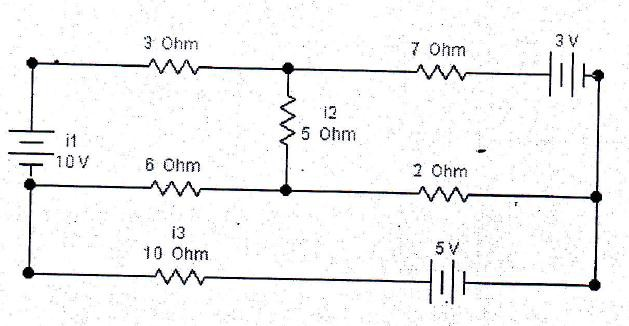 3 Ohm
7 Ohm
3 V
i2
5 Ohm
i1
10 V
6 Ohm
2 Ohm
i3
10 Ohm
5 V